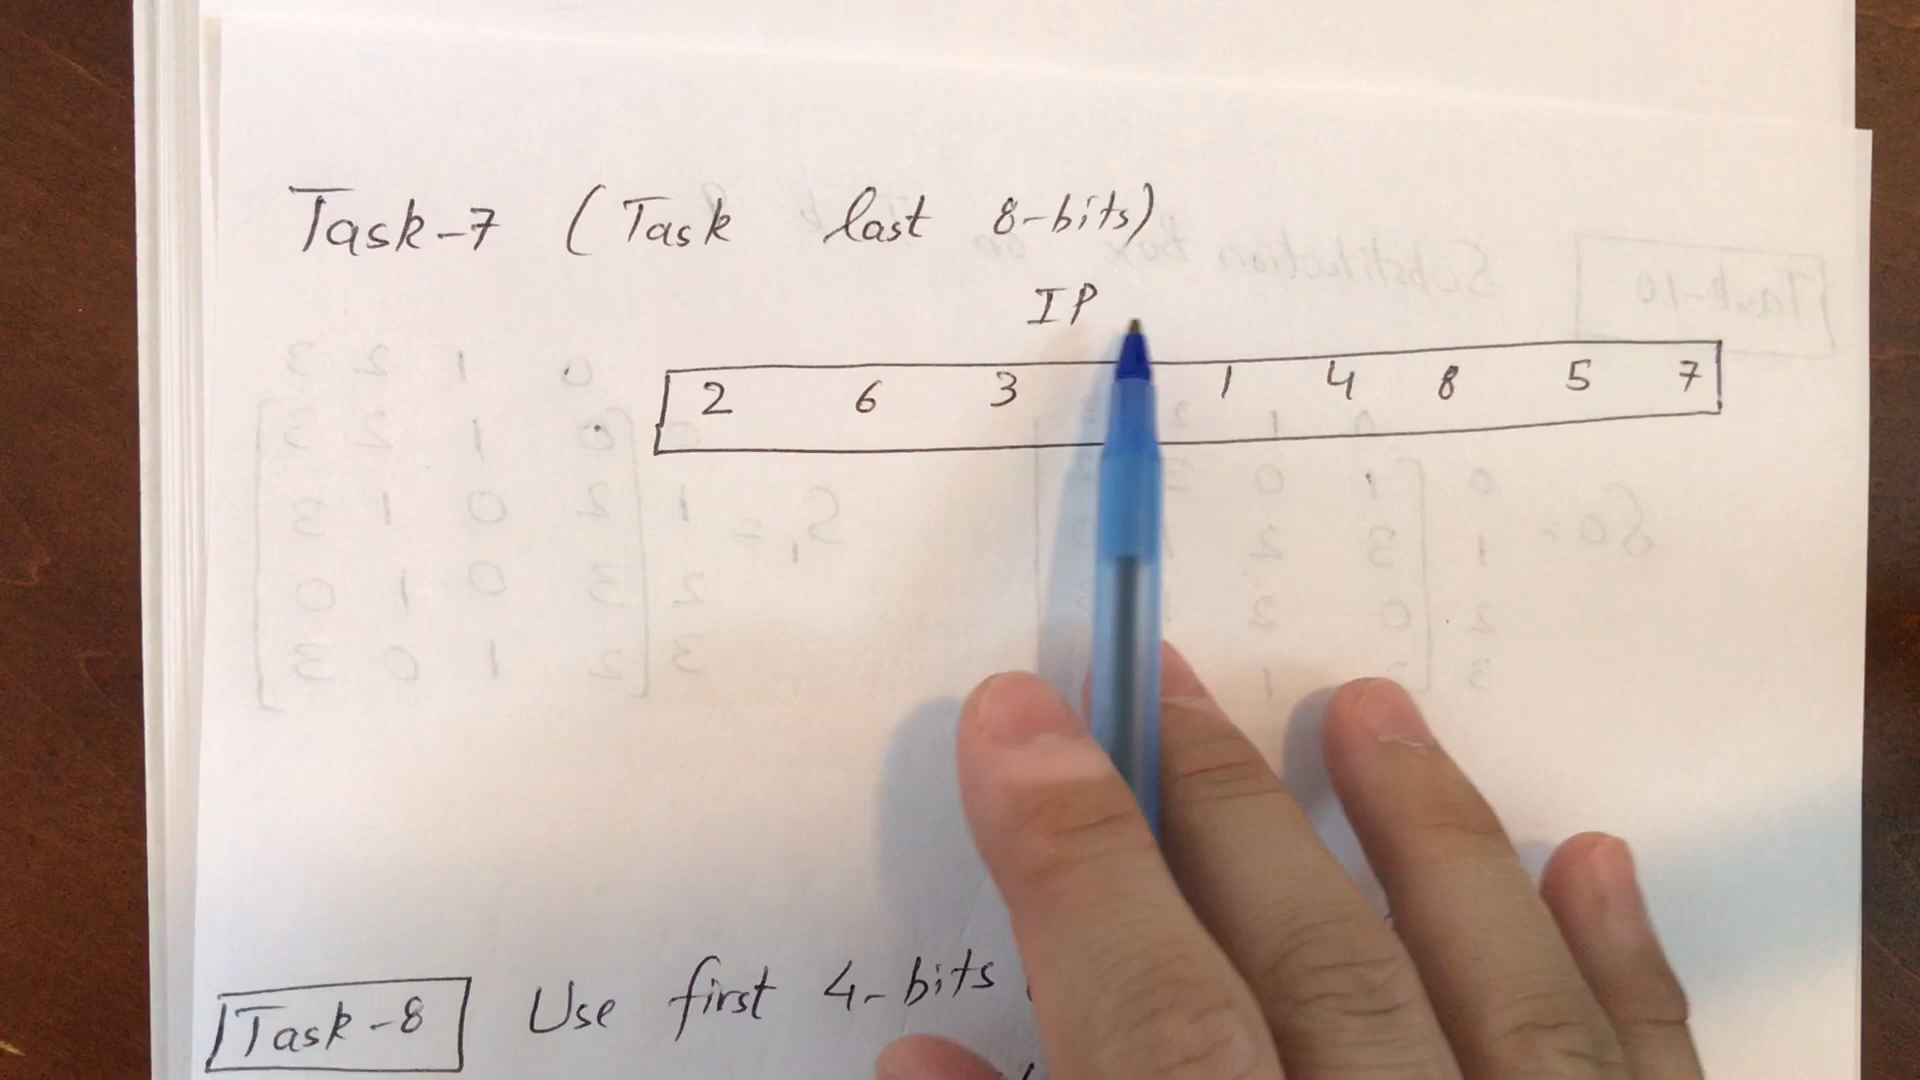 Task-7 (Task last 8-bits)
IP
2 6 3 1 4 8 5 7
Task-8 Use first 4-bits